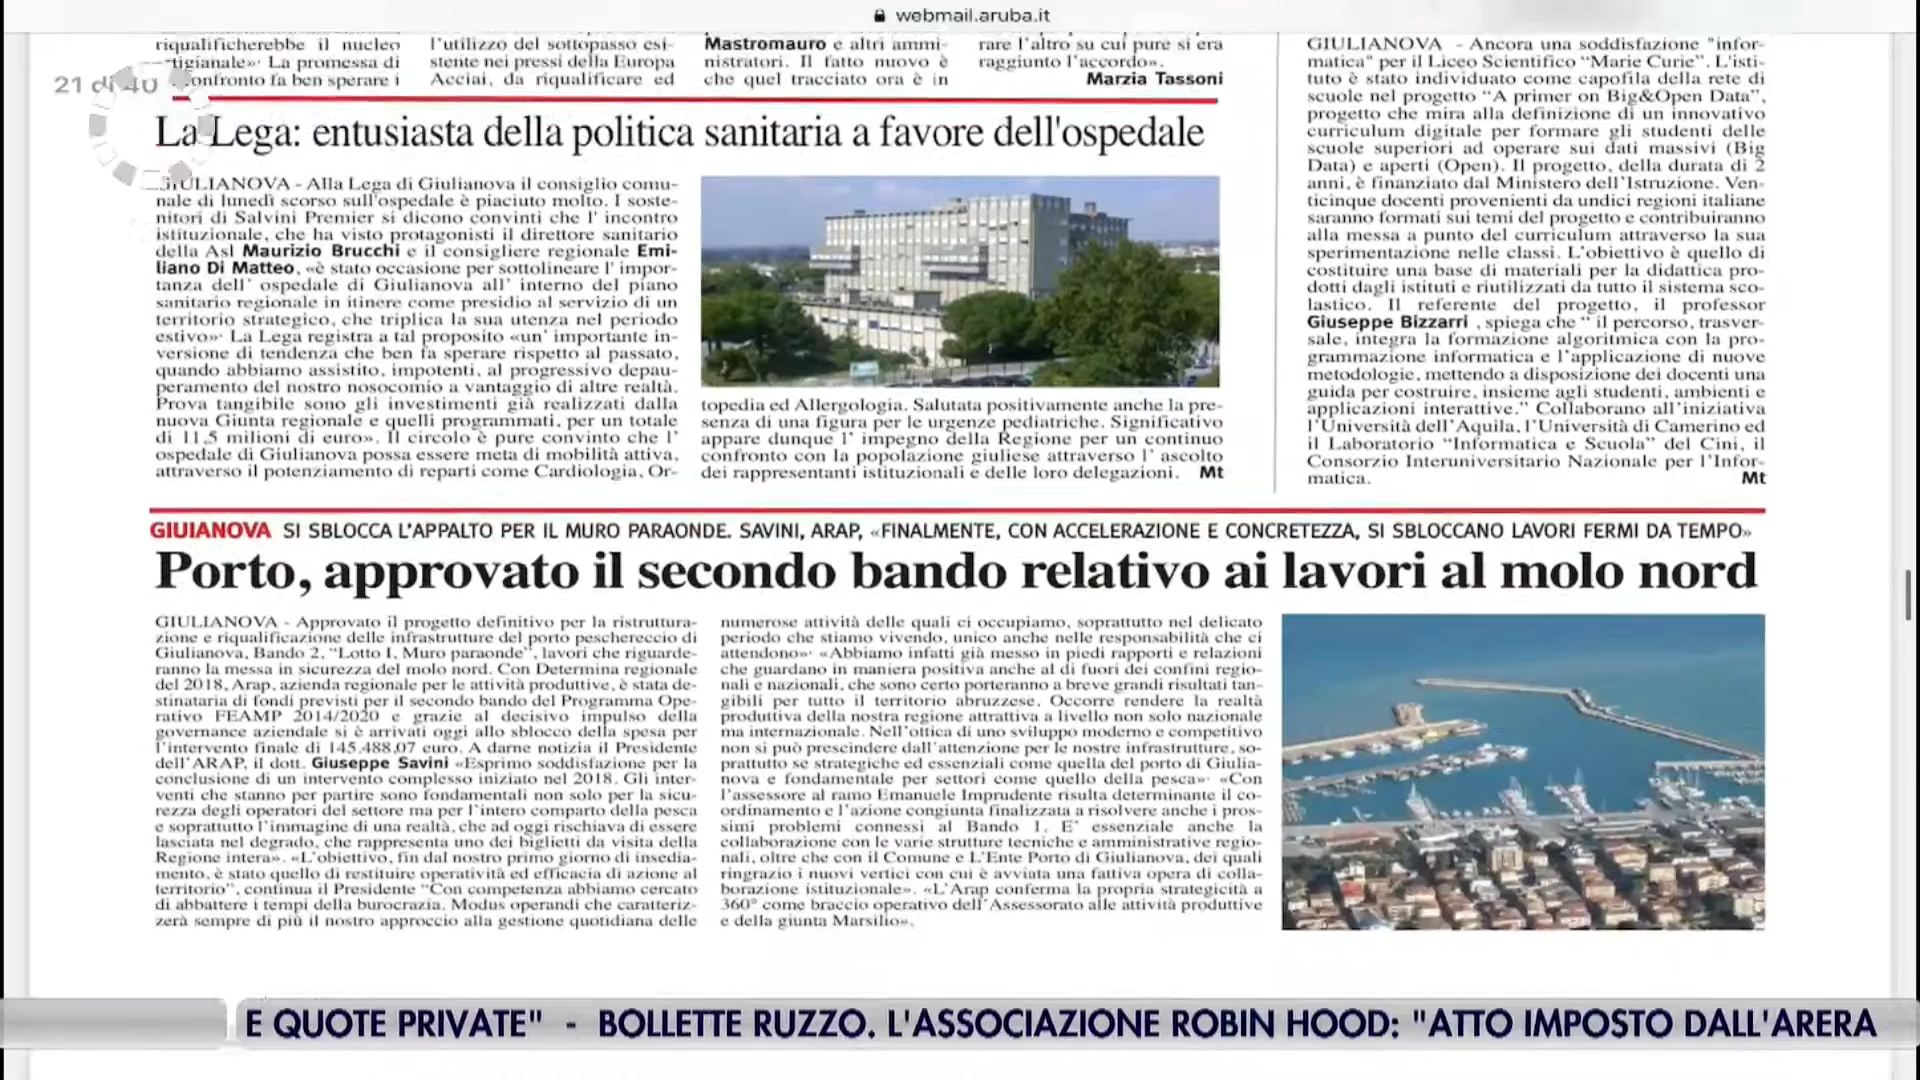 webmail.aruba.it
21 di 40
riqualificherebbe il nucleo
tigianale». La promessa di
onfronto fa ben sperare i
l'utilizzo del sottopasso esi-
stente nei pressi della Europa
Acciai, da riqualificare ed
Mastromauro e altri ammi-
nistratori. Il fatto nuovo è
che quel tracciato ora è in
rare l'altro su cui pure si era
raggiunto l'accordo».
Marzia Tassoni
La Lega: entusiasta della politica sanitaria a favore dell'ospedale
GIULIANOVA - Alla Lega di Giulianova il consiglio comu-
nale di lunedì scorso sull'ospedale è piaciuto molto. I soste-
nitori di Salvini Premier si dicono convinti che l' incontro
istituzionale, che ha visto protagonisti il direttore sanitario
della Asl Maurizio Brucchi e il consigliere regionale Emi-
liano Di Matteo, «è stato occasione per sottolineare l' impor-
tanza dell' ospedale di Giulianova all' interno del piano
sanitario regionale in itinere come presidio al servizio di un
territorio strategico, che triplica la sua utenza nel periodo
estivo». La Lega registra a tal proposito «un' importante in-
versione di tendenza che ben fa sperare rispetto al passato,
quando abbiamo assistito, impotenti, al progressivo depau-
peramento del nostro nosocomio a vantaggio di altre realtà.
Prova tangibile sono gli investimenti già realizzati dalla
nuova Giunta regionale e quelli programmati, per un totale
di 11,5 milioni di euro». Il circolo è pure convinto che l'
ospedale di Giulianova possa essere meta di mobilità attiva,
attraverso il potenziamento di reparti come Cardiologia, Or-
topedia ed Allergologia. Salutata positivamente anche la pre-
senza di una figura per le urgenze pediatriche. Significativo
appare dunque l' impegno della Regione per un continuo
confronto con la popolazione giuliese attraverso l' ascolto
dei rappresentanti istituzionali e delle loro delegazioni. Mt
GIULIANOVA - Ancora una soddisfazione "infor-
matica" per il Liceo Scientifico "Marie Curie". L'isti-
tuto è stato individuato come capofila della rete di
scuole nel progetto "A primer on Big&Open Data",
progetto che mira alla definizione di un innovativo
curriculum digitale per formare gli studenti delle
scuole superiori ad operare sui dati massivi (Big
Data) e aperti (Open). Il progetto, della durata di 2
anni, è finanziato dal Ministero dell'Istruzione. Ven-
ticinque docenti provenienti da undici regioni italiane
saranno formati sui temi del progetto e contribuiranno
alla messa a punto del curriculum attraverso la sua
sperimentazione nelle classi. L'obiettivo è quello di
costituire una base di materiali per la didattica pro-
dotti dagli istituti e riutilizzati da tutto il sistema sco-
lastico. Il referente del progetto, il professor
Giuseppe Bizzarri , spiega che " il percorso, trasver-
sale, integra la formazione algoritmica con la pro-
grammazione informatica e l'applicazione di nuove
metodologie, mettendo a disposizione dei docenti una
guida per costruire, insieme agli studenti, ambienti e
applicazioni interattive." Collaborano all'iniziativa
l'Università dell'Aquila, l'Università di Camerino ed
il Laboratorio "Informatica e Scuola" del Cini, il
Consorzio Interuniversitario Nazionale per l'Infor-
matica. Mt
GIUIANOVA SI SBLOCCA L'APPALTO PER IL MURO PARAONDE. SAVINI, ARAP, «FINALMENTE, CON ACCELERAZIONE E CONCRETEZZA, SI SBLOCCANO LAVORI FERMI DA TEMPO»
Porto, approvato il secondo bando relativo ai lavori al molo nord
GIULIANOVA - Approvato il progetto definitivo per la ristruttura-
zione e riqualificazione delle infrastrutture del porto peschereccio di
Giulianova, Bando 2, "Lotto 1, Muro paraonde", lavori che riguarde-
ranno la messa in sicurezza del molo nord. Con Determina regionale
del 2018, Arap, azienda regionale per le attività produttive, è stata de-
stinataria di fondi previsti per il secondo bando del Programma Ope-
rativo FEAMP 2014/2020 e grazie al decisivo impulso della
governance aziendale si è arrivati oggi allo sblocco della spesa per
l'intervento finale di 145.488,07 euro. A darne notizia il Presidente
dell'ARAP, il dott. Giuseppe Savini «Esprimo soddisfazione per la
conclusione di un intervento complesso iniziato nel 2018. Gli inter-
venti che stanno per partire sono fondamentali non solo per la sicu-
rezza degli operatori del settore ma per l'intero comparto della pesca
e soprattutto l'immagine di una realtà, che ad oggi rischiava di essere
lasciata nel degrado, che rappresenta uno dei biglietti da visita della
Regione intera». «L'obiettivo, fin dal nostro primo giorno di insedia-
mento, è stato quello di restituire operatività ed efficacia di azione al
territorio", continua il Presidente "Con competenza abbiamo cercato
di abbattere i tempi della burocrazia. Modus operandi che caratteriz-
zerà sempre di più il nostro approccio alla gestione quotidiana delle
numerose attività delle quali ci occupiamo, soprattutto nel delicato
periodo che stiamo vivendo, unico anche nelle responsabilità che ci
attendono». «Abbiamo infatti già messo in piedi rapporti e relazioni
che guardano in maniera positiva anche al di fuori dei confini regio-
nali e nazionali, che sono certo porteranno a breve grandi risultati tan-
gibili per tutto il territorio abruzzese. Occorre rendere la realtà
produttiva della nostra regione attrattiva a livello non solo nazionale
ma internazionale. Nell'ottica di uno sviluppo moderno e competitivo
non si può prescindere dall'attenzione per le nostre infrastrutture, so-
prattutto se strategiche ed essenziali come quella del porto di Giulia-
nova e fondamentale per settori come quello della pesca». «Con
l'assessore al ramo Emanuele Imprudente risulta determinante il co-
ordinamento e l'azione congiunta finalizzata a risolvere anche i pros-
simi problemi connessi al Bando 1. E' essenziale anche la
collaborazione con le varie strutture tecniche e amministrative regio-
nali, oltre che con il Comune e L'Ente Porto di Giulianova, dei quali
ringrazio i nuovi vertici con cui è avviata una fattiva opera di colla-
borazione istituzionale». «L'Arap conferma la propria strategicità a
360° come braccio operativo dell'Assessorato alle attività produttive
e della giunta Marsilio».
E QUOTE PRIVATE" - BOLLETTE RUZZO. L'ASSOCIAZIONE ROBIN HOOD: "ATTO IMPOSTO DALL'ARERA